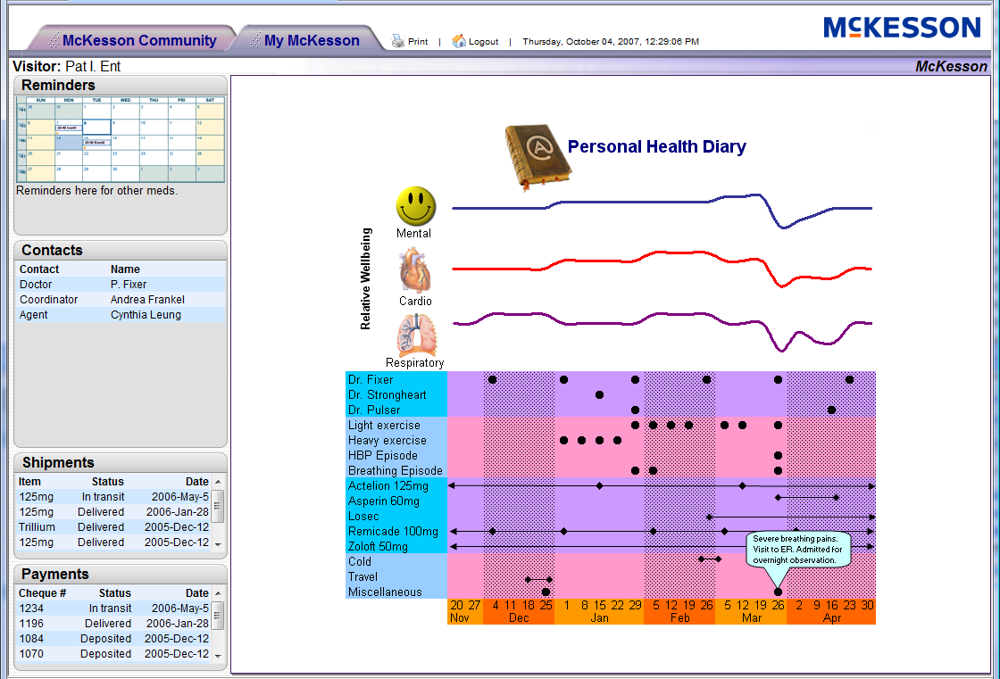 McKesson Community
My McKesson
Print | Logout | Thursday, October 04, 2007, 12:29:06 PM
MCKESSON
Visitor: Pat I. Ent
McKesson
Reminders
SUN MON TUE WED THU FRI SAT
20:40 Event1
20:40 Event2
Reminders here for other meds.
Contacts
Contact Name
Doctor P. Fixer
Coordinator Andrea Frankel
Agent Cynthia Leung
Shipments
Item Status Date
125mg In transit 2006-May-5
125mg Delivered 2006-Jan-28
Trillium Delivered 2005-Dec-12
125mg Delivered 2005-Dec-12
Payments
Cheque # Status Date
1234 In transit 2006-May-5
1196 Delivered 2006-Jan-28
1084 Deposited 2005-Dec-12
1070 Deposited 2005-Dec-12
Personal Health Diary
Relative Wellbeing
Mental
Cardio
Respiratory
Dr. Fixer
Dr. Strongheart
Dr. Pulser
Light exercise
Heavy exercise
HBP Episode
Breathing Episode
Actelion 125mg
Asperin 60mg
Losec
Remicade 100mg
Zoloft 50mg
Cold
Travel
Miscellaneous
Severe breathing pains.
Visit to ER. Admitted for
overnight observation.
20 27 4 11 18 25 1 8 15 22 29 5 12 19 26 5 12 19 26 2 9 16 23 30
Nov Dec Jan Feb Mar Apr